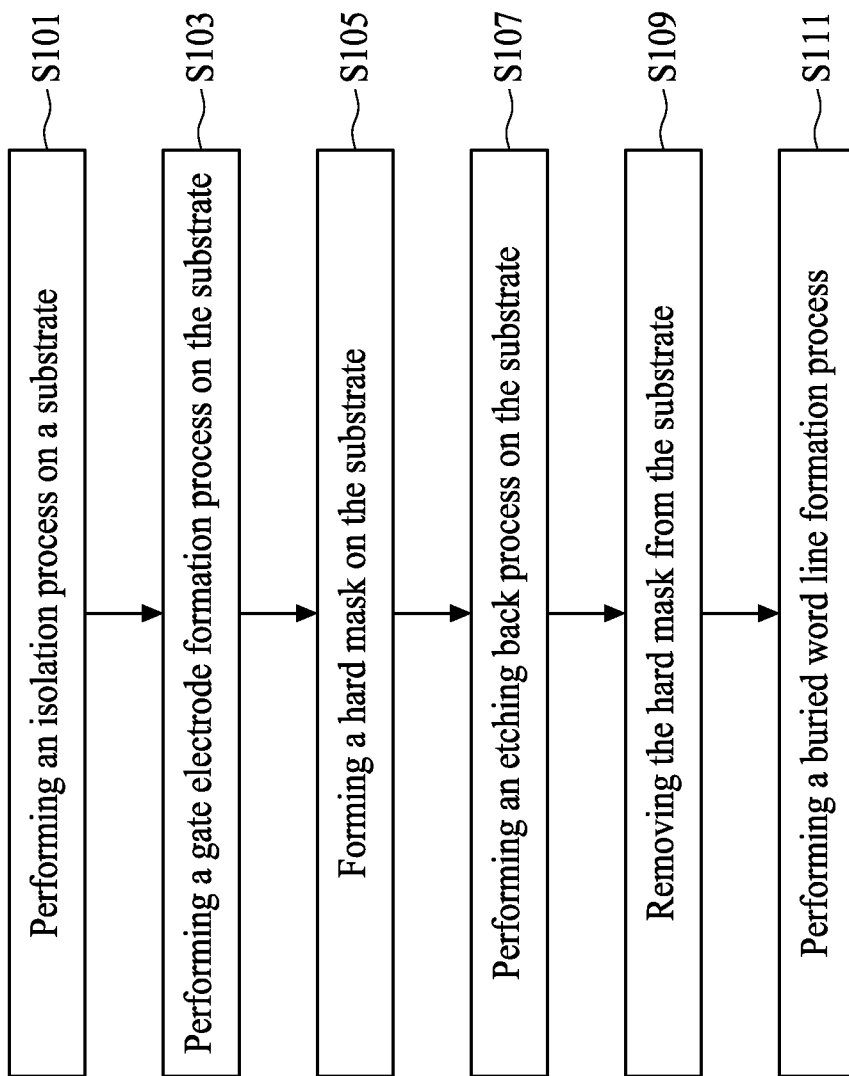 Performing an isolation process on a substrate
S101
Performing a gate electrode formation process on the substrate
S103
Forming a hard mask on the substrate
S105
Performing an etching back process on the substrate
S107
Removing the hard mask from the substrate
S109
Performing a buried word line formation process
S111